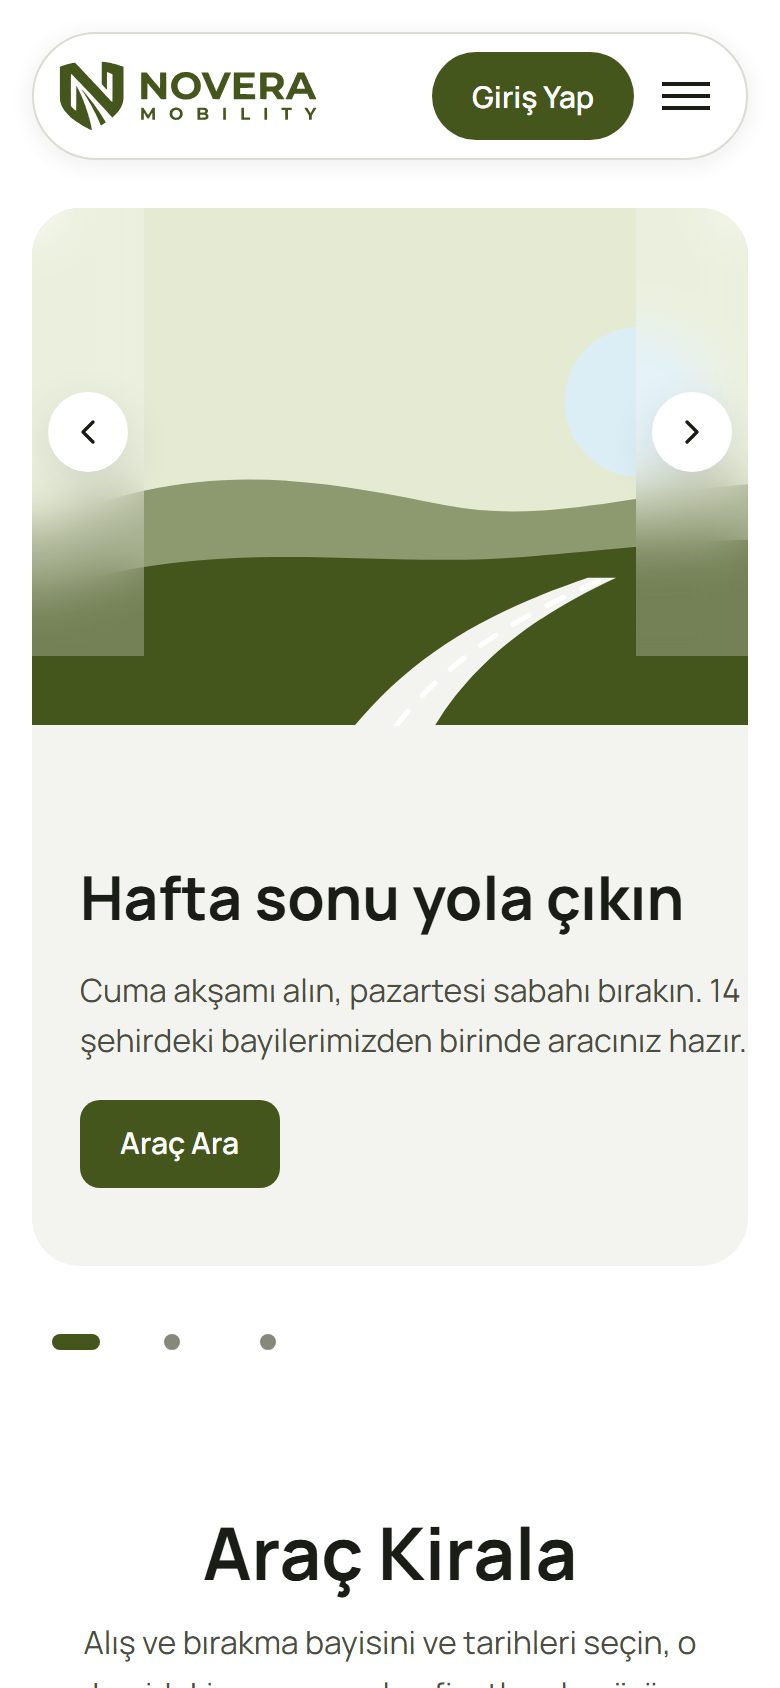 NOVERA
MOBILITY
Giriş Yap
Hafta sonu yola çıkın
Cuma akşamı alın, pazartesi sabahı bırakın. 14
şehirdeki bayilerimizden birinde aracınız hazır.
Araç Ara
Araç Kirala
Alış ve bırakma bayisini ve tarihleri seçin, o